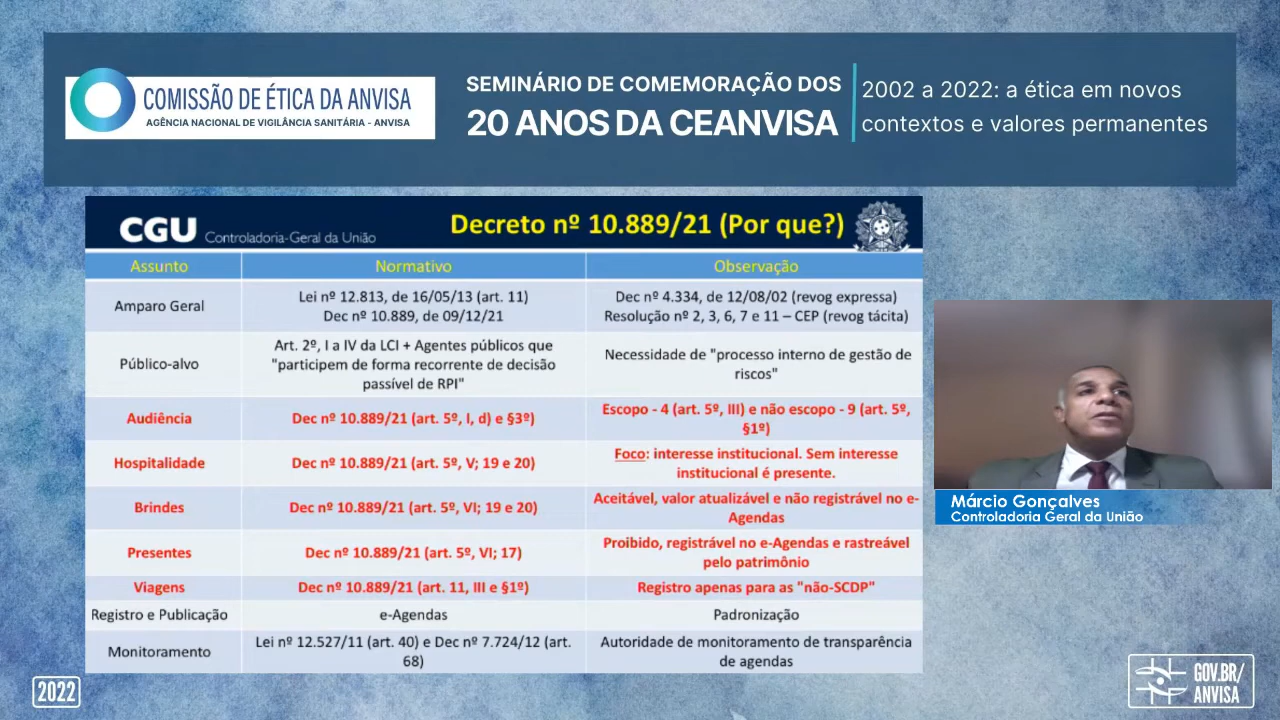 COMISSÃO DE ÉTICA DA ANVISA
AGÊNCIA NACIONAL DE VIGILÂNCIA SANITÁRIA - ANVISA
SEMINÁRIO DE COMEMORAÇÃO DOS
20 ANOS DA CEANVISA
2002 a 2022: a ética em novos
contextos e valores permanentes
CGU Controladoria-Geral da União
Decreto nº 10.889/21 (Por que?)
Assunto
Normativo
Observação
Amparo Geral
Lei nº 12.813, de 16/05/13 (art. 11)
Dec nº 10.889, de 09/12/21
Dec nº 4.334, de 12/08/02 (revog expressa)
Resolução nº 2, 3, 6, 7 e 11 – CEP (revog tácita)
Público-alvo
Art. 2º, I a IV da LCI + Agentes públicos que
"participem de forma recorrente de decisão
passível de RPI"
Necessidade de "processo interno de gestão de
riscos"
Audiência
Dec nº 10.889/21 (art. 5º, I, d) e §3º)
Escopo - 4 (art. 5º, III) e não escopo - 9 (art. 5º,
§1º)
Hospitalidade
Dec nº 10.889/21 (art. 5º, V; 19 e 20)
Foco: interesse institucional. Sem interesse
institucional é presente.
Brindes
Dec nº 10.889/21 (art. 5º, VI; 19 e 20)
Aceitável, valor atualizável e não registrável no e-
Agendas
Presentes
Dec nº 10.889/21 (art. 5º, VI; 17)
Proibido, registrável no e-Agendas e rastreável
pelo patrimônio
Viagens
Dec nº 10.889/21 (art. 11, III e §1º)
Registro apenas para as "não-SCDP"
Registro e Publicação
e-Agendas
Padronização
Monitoramento
Lei nº 12.527/11 (art. 40) e Dec nº 7.724/12 (art.
68)
Autoridade de monitoramento de transparência
de agendas
Márcio Gonçalves
Controladoria Geral da União
2022
GOV.BR/
ANVISA